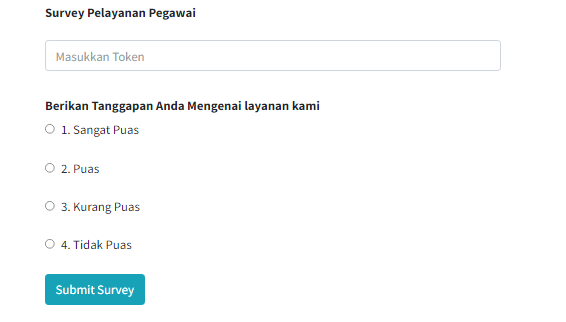 Survey Pelayanan Pegawai
Masukkan Token
Berikan Tanggapan Anda Mengenai layanan kami
1. Sangat Puas
2. Puas
3. Kurang Puas
4. Tidak Puas
Submit Survey